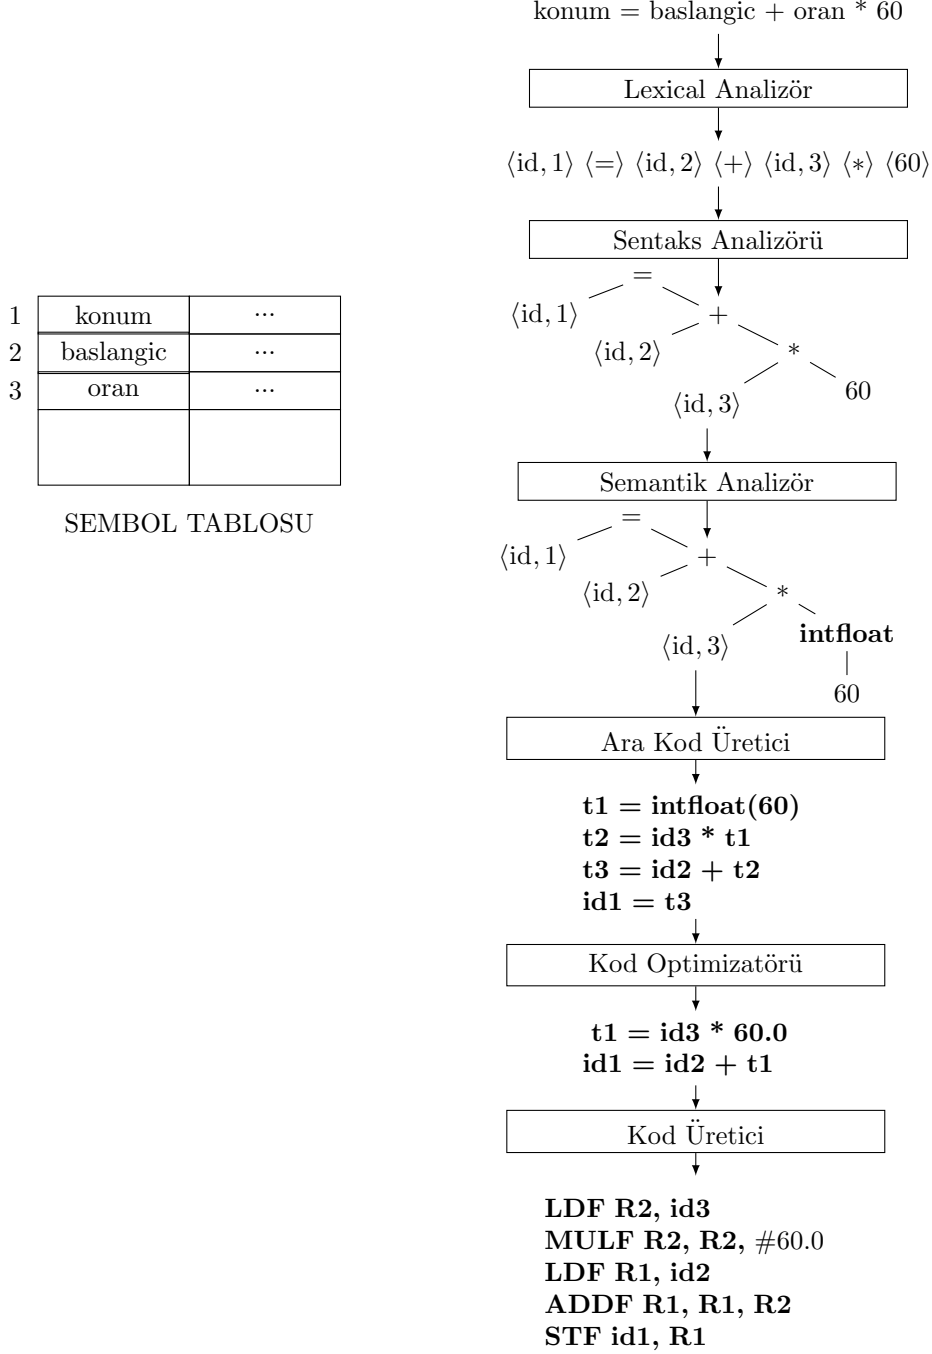 konum = baslangic + oran * 60
Lexical Analizör
⟨id, 1⟩ ⟨=⟩ ⟨id, 2⟩ ⟨+⟩ ⟨id, 3⟩ ⟨*⟩ ⟨60⟩
Sentaks Analizörü
=
⟨id, 1⟩
+
⟨id, 2⟩
*
⟨id, 3⟩
60
1 konum ...
2 baslangic ...
3 oran ...
SEMBOL TABLOSU
Semantik Analizör
=
⟨id, 1⟩
+
⟨id, 2⟩
*
⟨id, 3⟩
intfloat
60
Ara Kod Üretici
t1 = intfloat(60)
t2 = id3 * t1
t3 = id2 + t2
id1 = t3
Kod Optimizatörü
t1 = id3 * 60.0
id1 = id2 + t1
Kod Üretici
LDF R2, id3
MULF R2, R2, #60.0
LDF R1, id2
ADDF R1, R1, R2
STF id1, R1